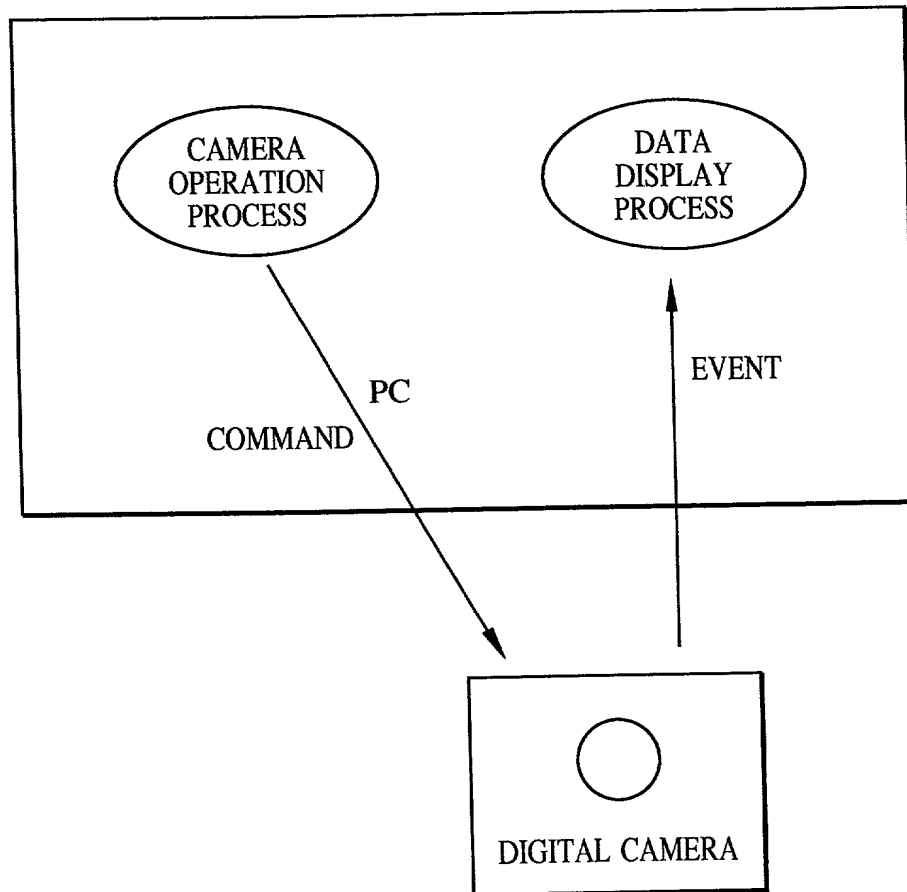 CAMERA
OPERATION
PROCESS
DATA
DISPLAY
PROCESS
EVENT
PC
COMMAND
DIGITAL CAMERA